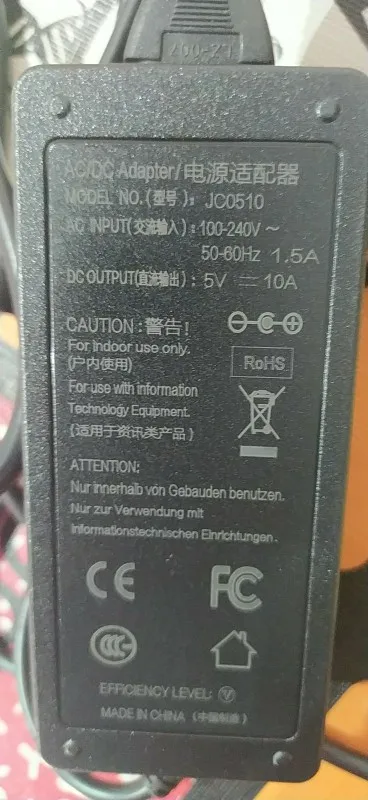 LZ-007
AC/DC Adapter/电源适配器
MODEL NO.(型号): JC0510
AC INPUT(交流输入): 100-240V ~
50-60Hz 1.5A
DC OUTPUT(直流输出): 5V ⎓ 10A
CAUTION:警告!
For indoor use only.
(户内使用)
RoHS
For use with information
Technology Equipment.
(适用于资讯类产品)
ATTENTION:
Nur innerhalb von Gebauden benutzen.
Nur zur Verwendung mit
informationstechnischen Einrichtungen.
CE FC
CCC
EFFICIENCY LEVEL: Ⓥ
MADE IN CHINA (中国制造)